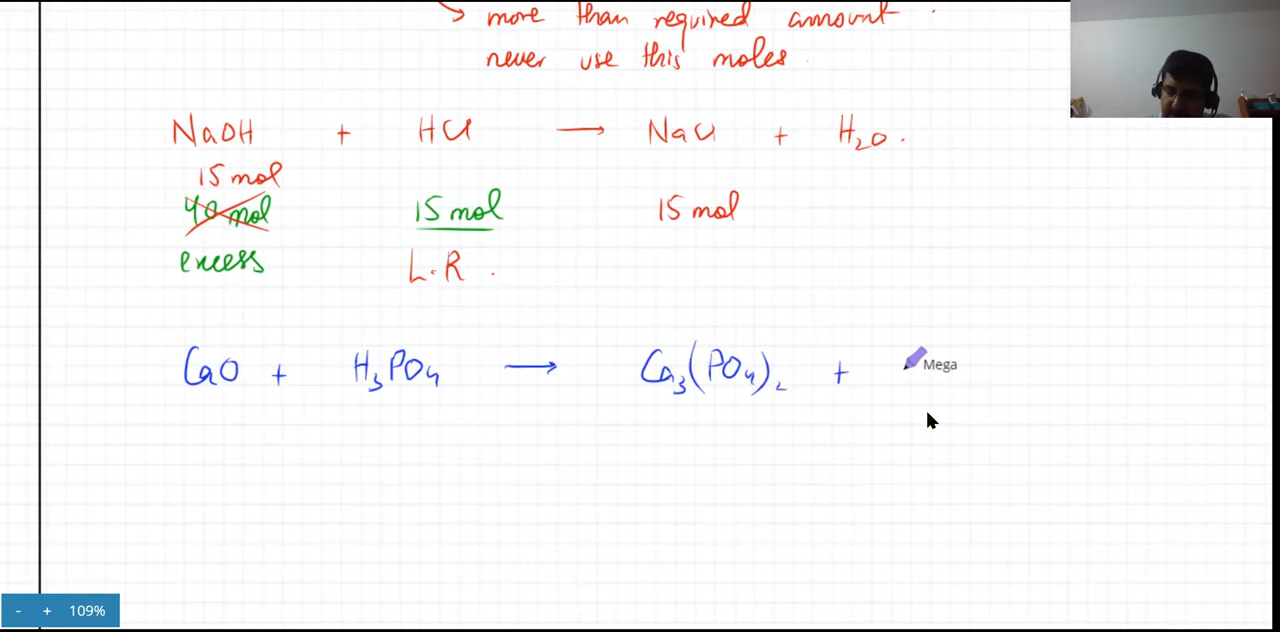 ↳ more than required amount.
never use this moles.
NaOH + HCl → NaCl + H₂O.
15 mol
40 mol 15 mol 15 mol
excess L.R.
CaO + H₃PO₄ → Ca₃(PO₄)₂ +
Mega
- + 109%